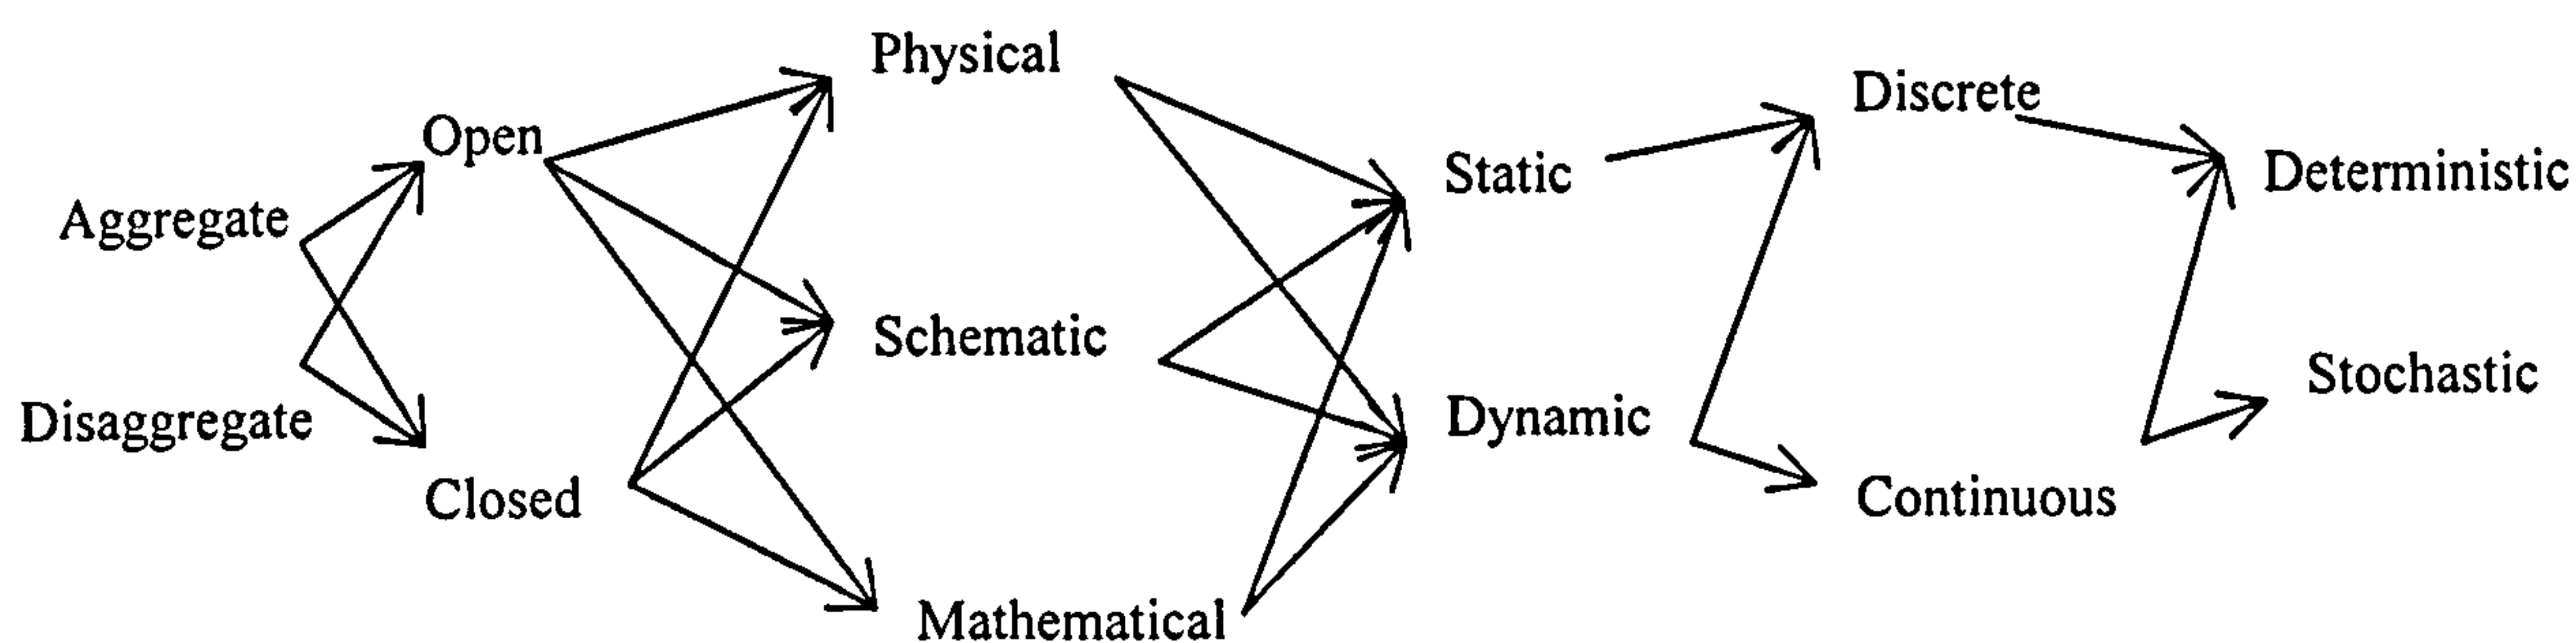 Physical
Discrete
Open
Static
Deterministic
Aggregate
Schematic
Stochastic
Disaggregate
Dynamic
Closed
Continuous
Mathematical